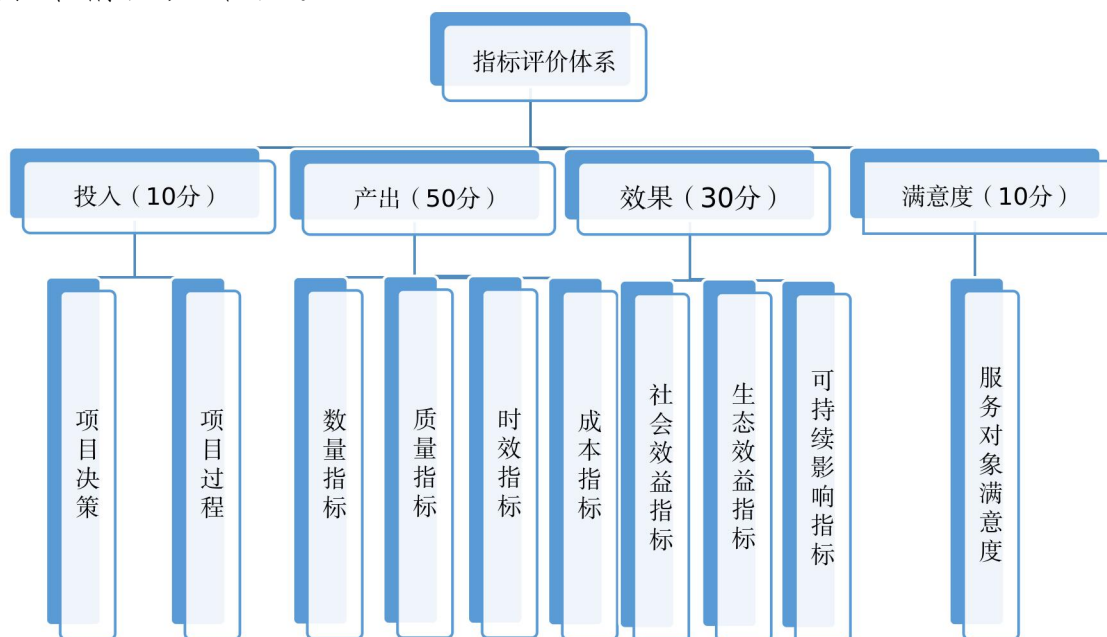 指标评价体系
投入（10分）
产出（50分）
效果（30分）
满意度（10分）
项目决策
项目过程
数量指标
质量指标
时效指标
成本指标
社会效益指标
生态效益指标
可持续影响指标
服务对象满意度